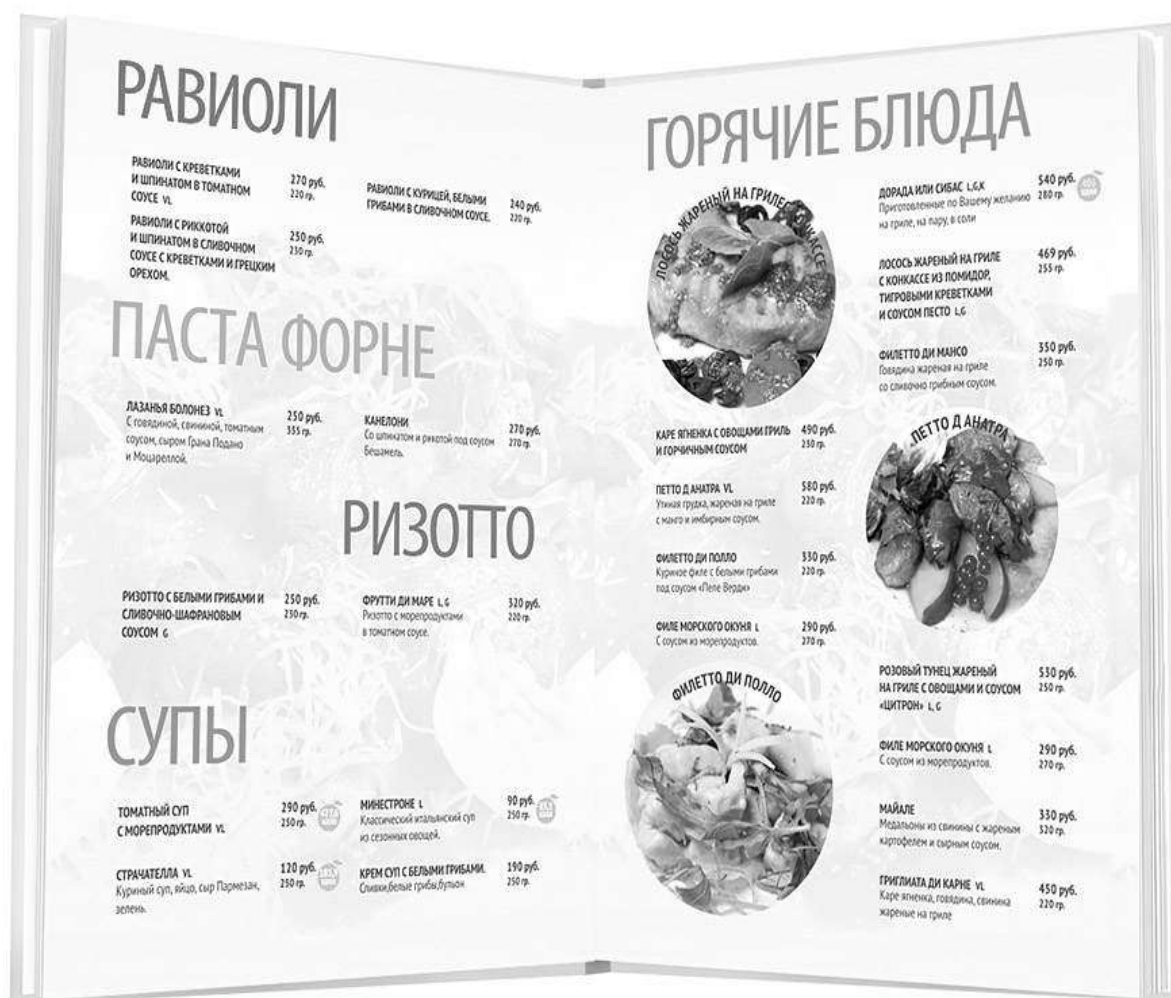 РАВИОЛИ
РАВИОЛИ С КРЕВЕТКАМИ 270 руб.
И ШПИНАТОМ В ТОМАТНОМ 220 гр.
СОУСЕ VL
РАВИОЛИ С РИККОТОЙ 250 руб.
И ШПИНАТОМ В СЛИВОЧНОМ 230 гр.
СОУСЕ С КРЕВЕТКАМИ И ГРЕЦКИМ
ОРЕХОМ.
РАВИОЛИ С КУРИЦЕЙ, БЕЛЫМИ 240 руб.
ГРИБАМИ В СЛИВОЧНОМ СОУСЕ. 220 гр.
ПАСТА ФОРНЕ
ЛАЗАНЬЯ БОЛОНЕЗ VL 250 руб.
С говядиной, свининой, томатным 355 гр.
соусом, сыром Грана Подано
и Моцареллой.
КАНЕЛОНИ 270 руб.
Со шпинатом и рикотой под соусом 270 гр.
Бешамель.
РИЗОТТО
РИЗОТТО С БЕЛЫМИ ГРИБАМИ И 250 руб.
СЛИВОЧНО-ШАФРАНОВЫМ 230 гр.
СОУСОМ G
ФРУТТИ ДИ МАРЕ L, G 320 руб.
Ризотто с морепродуктами 220 гр.
в томатном соусе.
СУПЫ
ТОМАТНЫЙ СУП 290 руб.
С МОРЕПРОДУКТАМИ VL 250 гр.
СТРАЧАТЕЛЛА VL 120 руб.
Куриный суп, яйцо, сыр Пармезан, 250 гр.
зелень.
МИНЕСТРОНЕ L 90 руб.
Классический итальянский суп 250 гр.
из сезонных овощей.
КРЕМ СУП С БЕЛЫМИ ГРИБАМИ. 190 руб.
Сливки,белые грибы,бульон 250 гр.
ГОРЯЧИЕ БЛЮДА
ЛОСОСЬ ЖАРЕНЫЙ НА ГРИЛЕ С КОНКАССЕ
КАРЕ ЯГНЕНКА С ОВОЩАМИ ГРИЛЬ 490 руб.
И ГОРЧИЧНЫМ СОУСОМ 230 гр.
ПЕТТО Д АНАТРА VL 580 руб.
Утиная грудка, жареная на гриле 220 гр.
с манго и имбирным соусом.
ФИЛЕТТО ДИ ПОЛЛО 330 руб.
Куриное филе с белыми грибами 220 гр.
под соусом «Пепе Верди»
ФИЛЕ МОРСКОГО ОКУНЯ L 290 руб.
С соусом из морепродуктов. 270 гр.
ФИЛЕТТО ДИ ПОЛЛО
ДОРАДА ИЛИ СИБАС L,G,K 540 руб.
Приготовленные по Вашему желанию 280 гр.
на гриле, на пару, в соли
ЛОСОСЬ ЖАРЕНЫЙ НА ГРИЛЕ 469 руб.
С КОНКАССЕ ИЗ ПОМИДОР, 255 гр.
ТИГРОВЫМИ КРЕВЕТКАМИ
И СОУСОМ ПЕСТО L,G
ФИЛЕТТО ДИ МАНСО 350 руб.
Говядина жареная на гриле 250 гр.
со сливочно грибным соусом.
ПЕТТО Д АНАТРА
РОЗОВЫЙ ТУНЕЦ ЖАРЕНЫЙ 530 руб.
НА ГРИЛЕ С ОВОЩАМИ И СОУСОМ 250 гр.
«ЦИТРОН» L, G
ФИЛЕ МОРСКОГО ОКУНЯ L 290 руб.
С соусом из морепродуктов. 270 гр.
МАЙАЛЕ 330 руб.
Медальоны из свинины с жареным 320 гр.
картофелем и сырным соусом.
ГРИГЛИАТА ДИ КАРНЕ VL 450 руб.
Каре ягненка, говядина, свинина 220 гр.
жареные на гриле